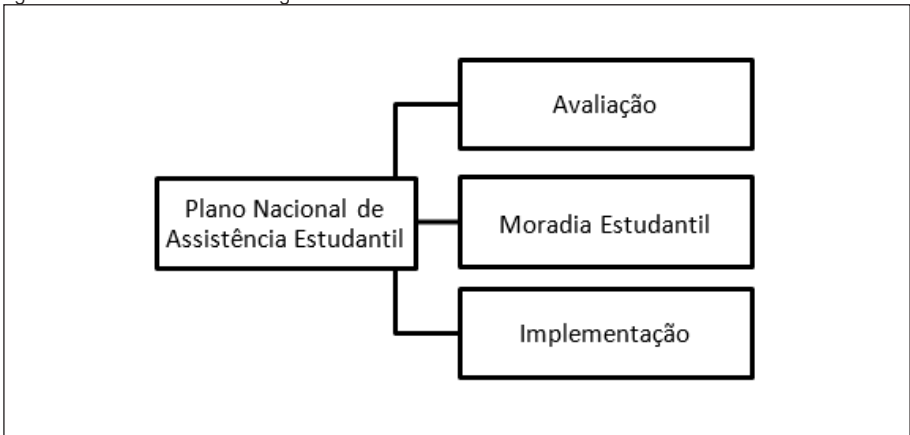 Avaliação
Plano Nacional de
Assistência Estudantil
Moradia Estudantil
Implementação